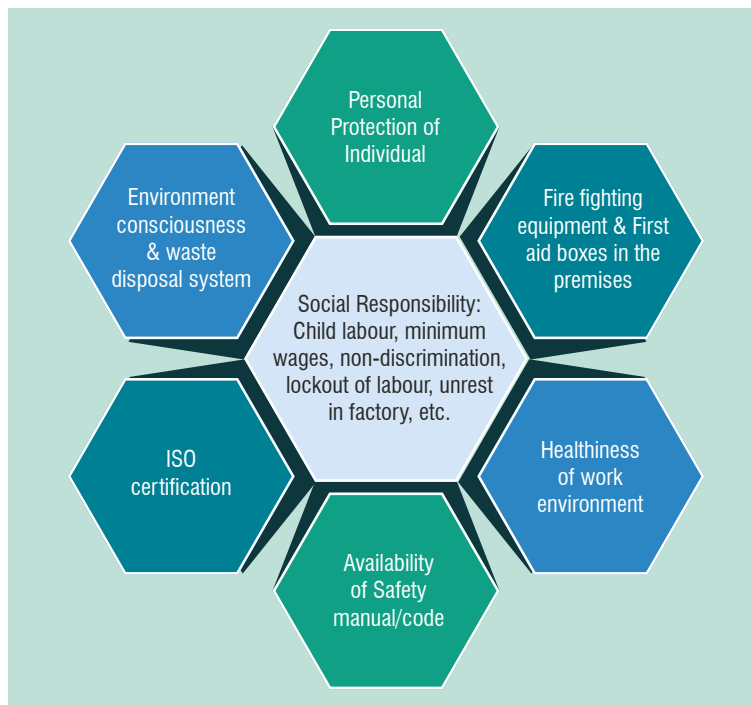 Personal
Protection of
Individual
Environment
consciousness
& waste
disposal system
Fire fighting
equipment & First
aid boxes in the
premises
Social Responsibility:
Child labour, minimum
wages, non-discrimination,
lockout of labour, unrest
in factory, etc.
ISO
certification
Healthiness
of work
environment
Availability
of Safety
manual/code